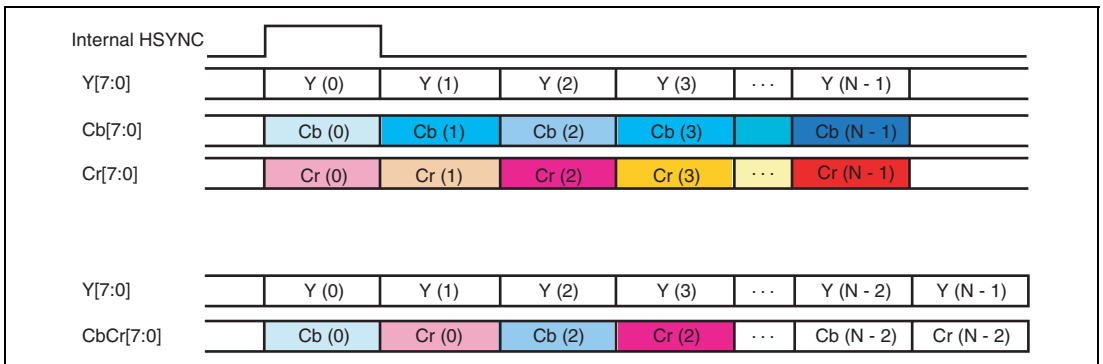 Internal HSYNC
Y[7:0] Y (0) Y (1) Y (2) Y (3) ... Y (N - 1)
Cb[7:0] Cb (0) Cb (1) Cb (2) Cb (3) Cb (N - 1)
Cr[7:0] Cr (0) Cr (1) Cr (2) Cr (3) ... Cr (N - 1)
Y[7:0] Y (0) Y (1) Y (2) Y (3) ... Y (N - 2) Y (N - 1)
CbCr[7:0] Cb (0) Cr (0) Cb (2) Cr (2) ... Cb (N - 2) Cr (N - 2)